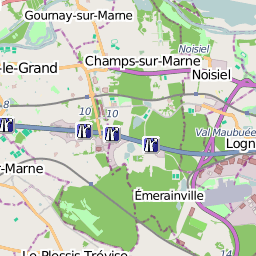 Gournay-sur-Marne
Noisiel
Champs-sur-Marne
-le-Grand
Noisiel
8
10
10
Val Maubuée
Logn
r-Marne
Émerainville
Le Plessis-Trévise